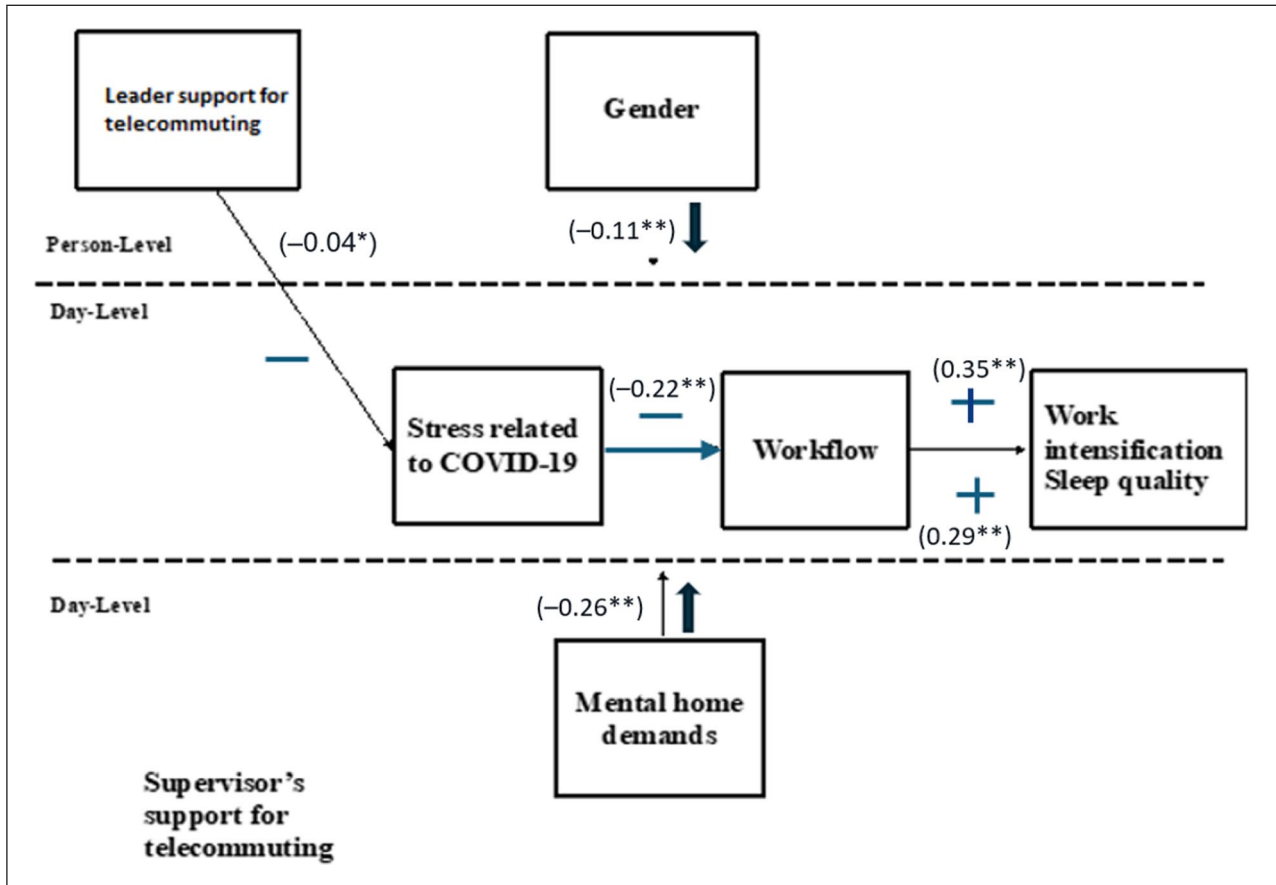 Leader support for
telecommuting
Gender
(–0.11**)
Person-Level
(–0.04*)
Day-Level
(–0.22**)
(0.35**)
Stress related
to COVID-19
Workflow
Work
intensification
Sleep quality
(0.29**)
Day-Level
(–0.26**)
Mental home
demands
Supervisor’s
support for
telecommuting